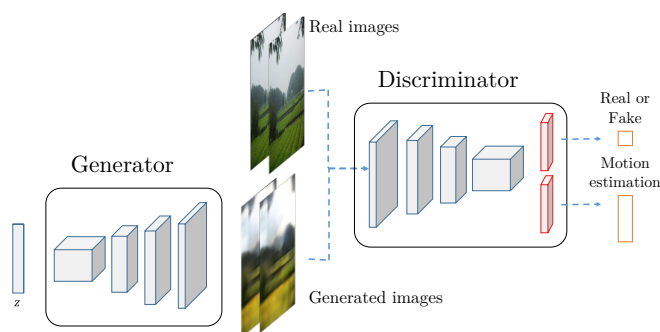 Real images
Discriminator
Real or
Fake
Motion
estimation
Generator
z
Generated images